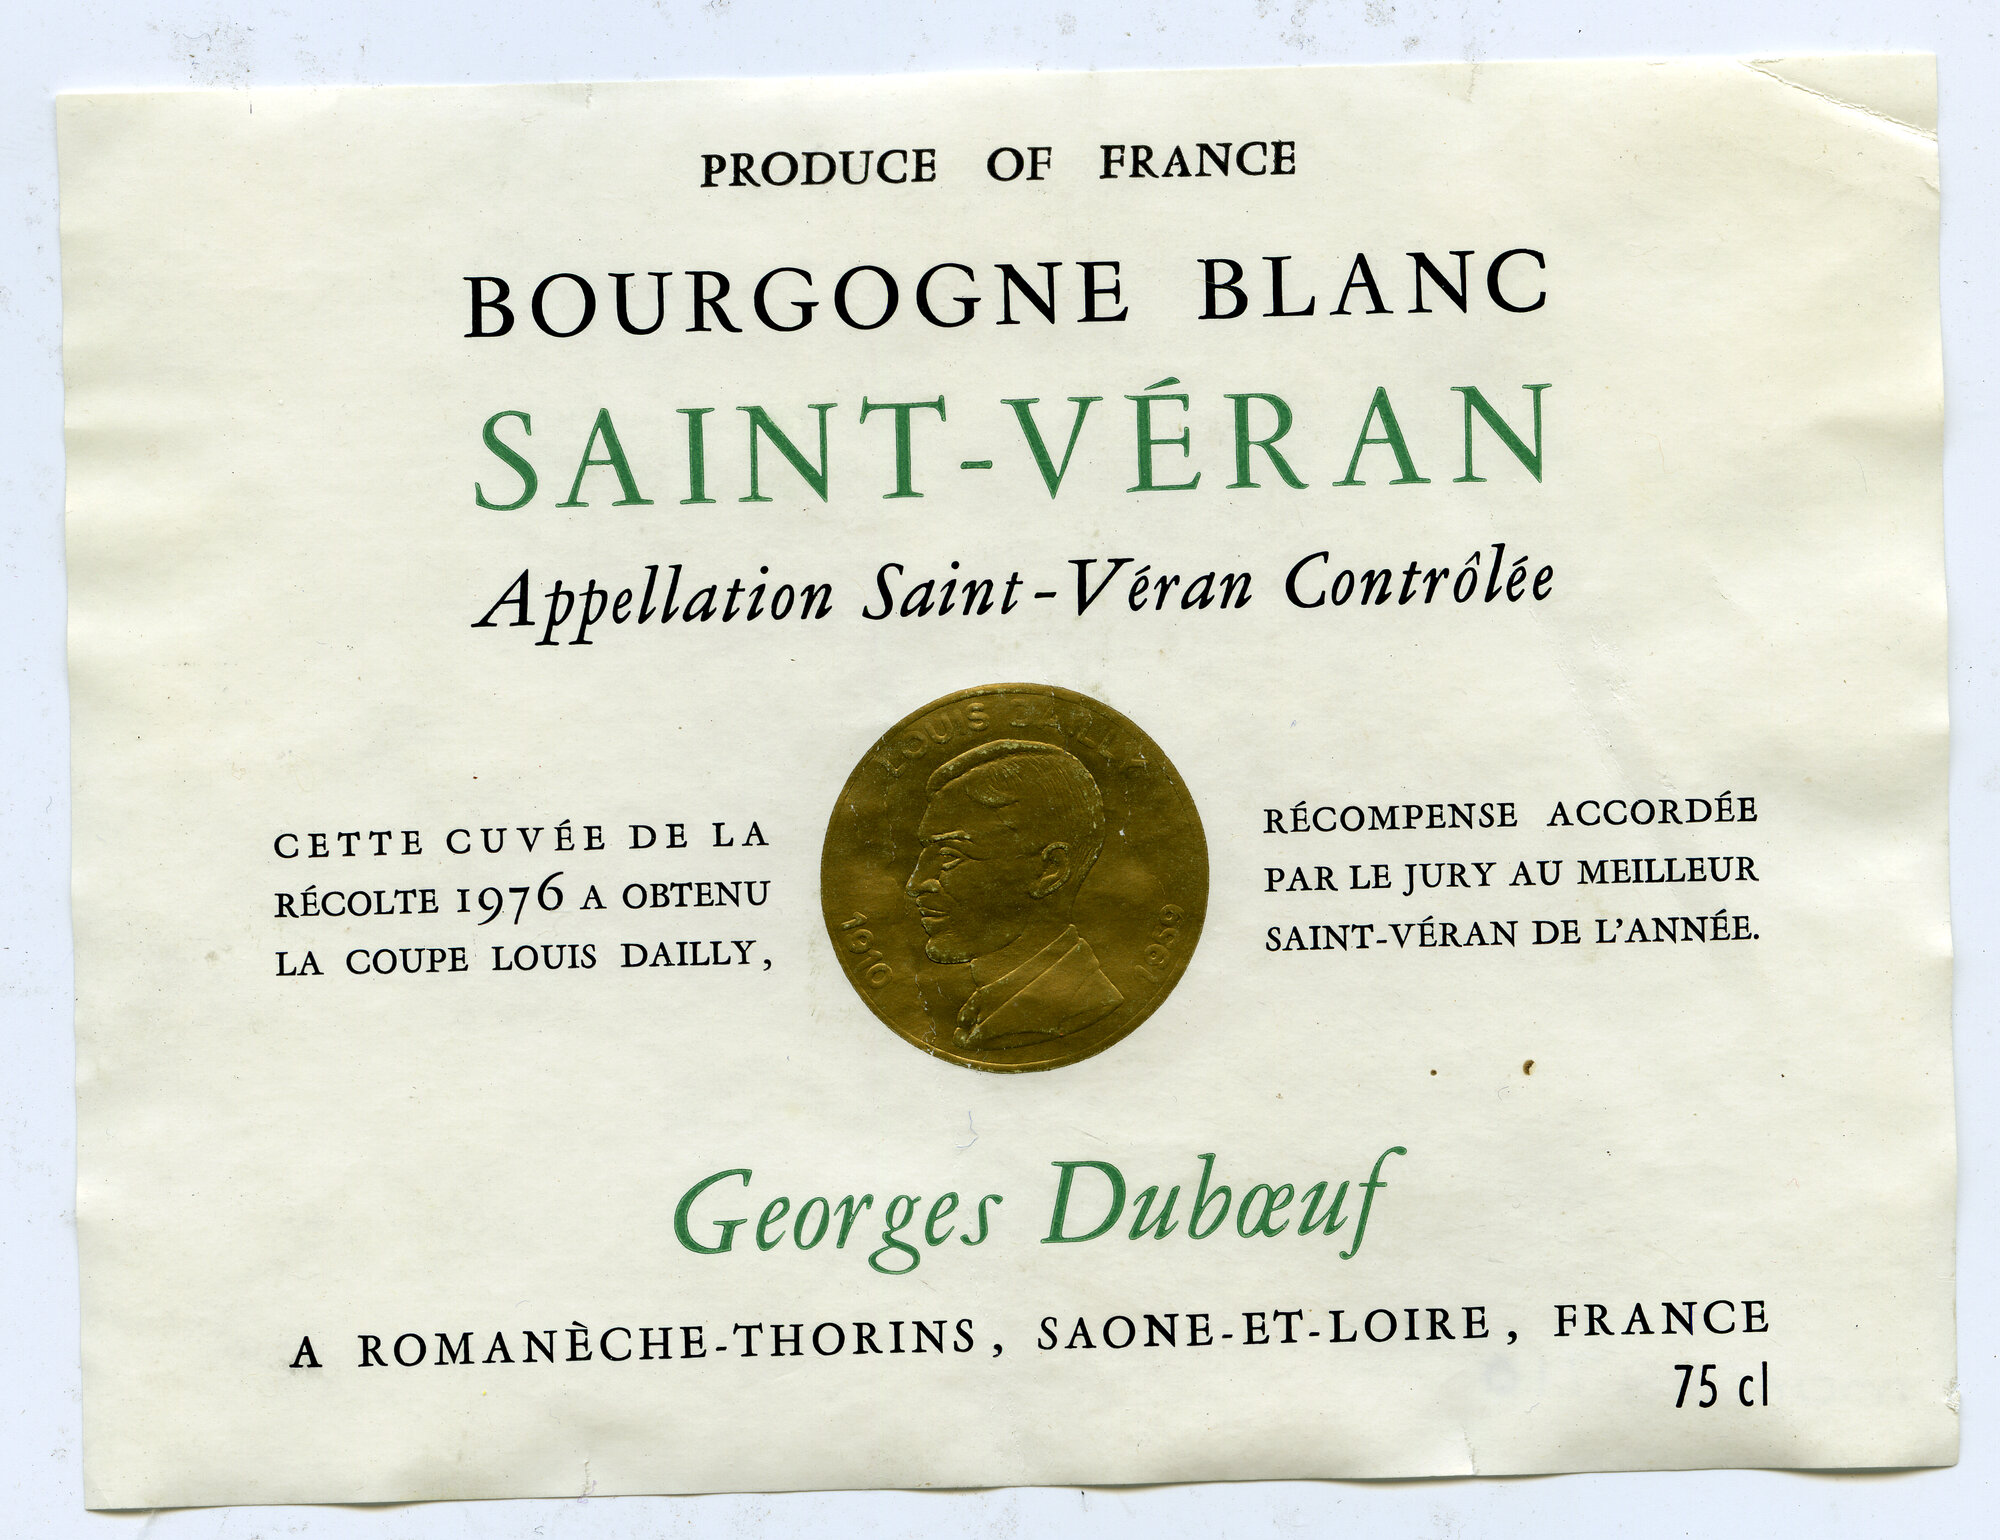 PRODUCE OF FRANCE
BOURGOGNE BLANC
SAINT-VÉRAN
Appellation Saint-Véran Contrôlée
CETTE CUVÉE DE LA
RÉCOLTE 1976 A OBTENU
LA COUPE LOUIS DAILLY,
LOUIS DAILLY
1910
1959
RÉCOMPENSE ACCORDÉE
PAR LE JURY AU MEILLEUR
SAINT-VÉRAN DE L'ANNÉE.
Georges Dubœuf
A ROMANÈCHE-THORINS, SAONE-ET-LOIRE, FRANCE
75 cl